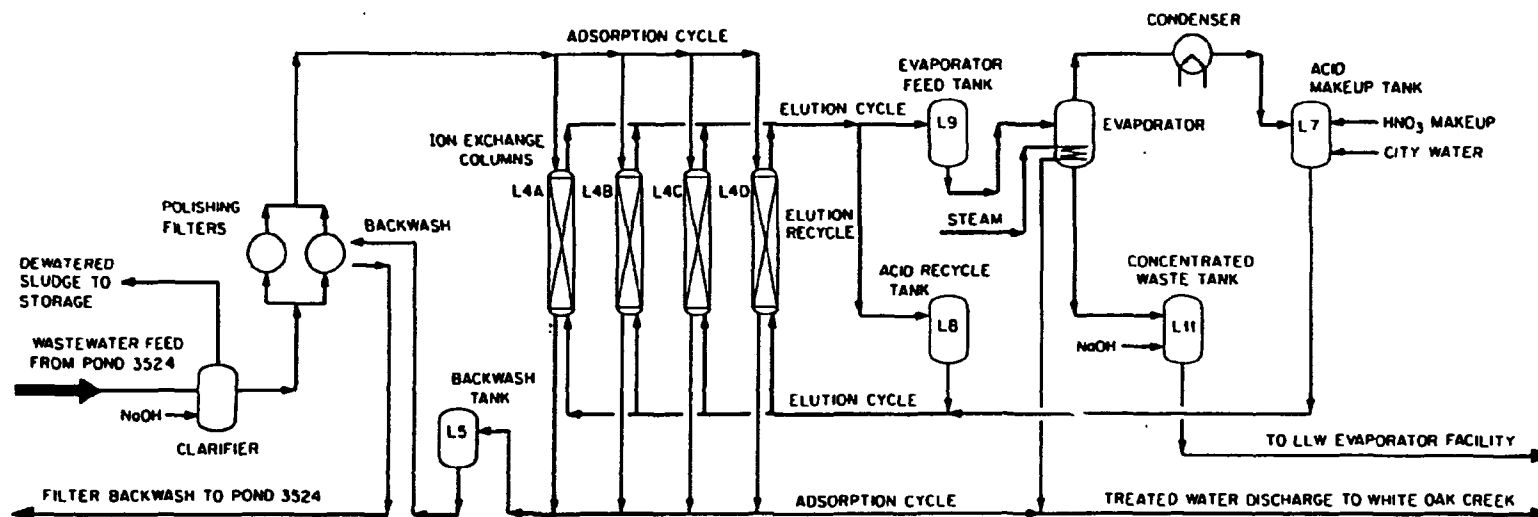 CONDENSER
ADSORPTION CYCLE
EVAPORATOR
FEED TANK
ACID
MAKEUP TANK
ELUTION CYCLE
L9
EVAPORATOR
L7
HNO3 MAKEUP
CITY WATER
ION EXCHANGE
COLUMNS
L4A
L4B
L4C
L4D
POLISHING
FILTERS
BACKWASH
ELUTION
RECYCLE
STEAM
DEWATERED
SLUDGE TO
STORAGE
ACID RECYCLE
TANK
L8
CONCENTRATED
WASTE TANK
L11
NaOH
WASTEWATER FEED
FROM POND 3524
NaOH
CLARIFIER
BACKWASH
TANK
L5
ELUTION CYCLE
TO LLW EVAPORATOR FACILITY
FILTER BACKWASH TO POND 3524
ADSORPTION CYCLE
TREATED WATER DISCHARGE TO WHITE OAK CREEK